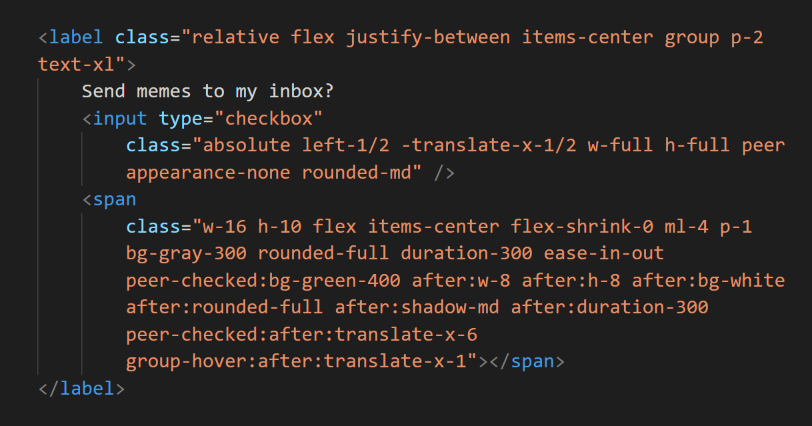 <label class="relative flex justify-between items-center group p-2
text-xl">
Send memes to my inbox?
<input type="checkbox"
class="absolute left-1/2 -translate-x-1/2 w-full h-full peer
appearance-none rounded-md" />
<span
class="w-16 h-10 flex items-center flex-shrink-0 ml-4 p-1
bg-gray-300 rounded-full duration-300 ease-in-out
peer-checked:bg-green-400 after:w-8 after:h-8 after:bg-white
after:rounded-full after:shadow-md after:duration-300
peer-checked:after:translate-x-6
group-hover:after:translate-x-1"></span>
</label>